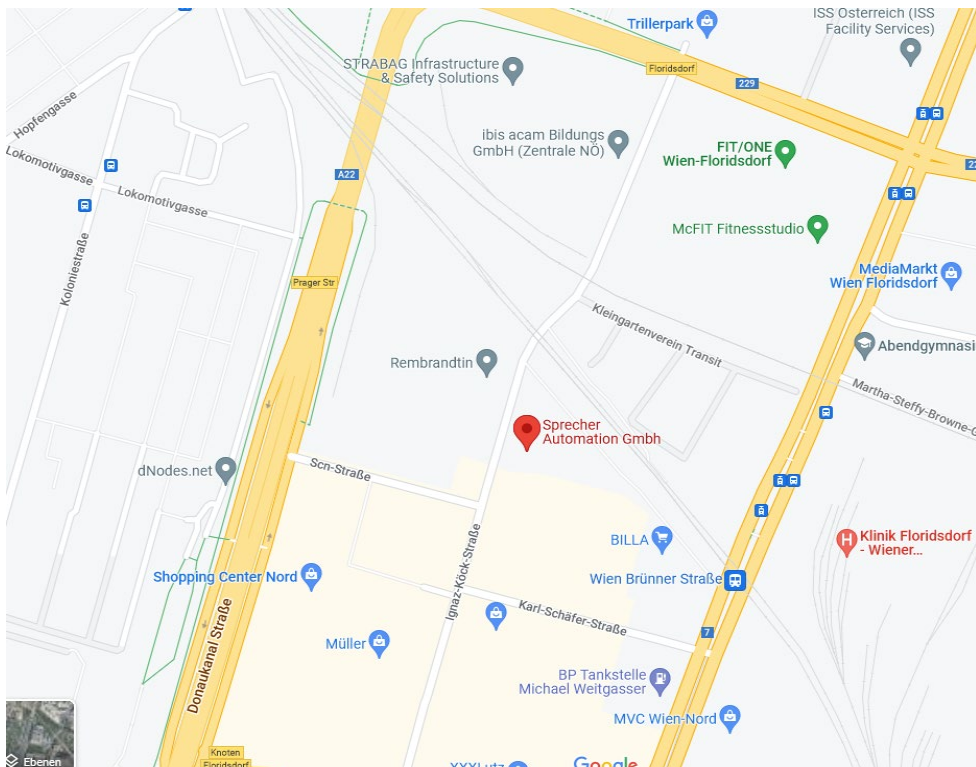 Trillerpark
ISS Österreich (ISS
Facility Services)
STRABAG Infrastructure
& Safety Solutions
Floridsdorf
229
Hopfengasse
ibis acam Bildungs
GmbH (Zentrale NÖ)
FIT/ONE
Wien-Floridsdorf
Lokomotivgasse
A22
Lokomotivgasse
McFIT Fitnessstudio
Koloniestraße
MediaMarkt
Wien Floridsdorf
Prager Str
Kleingartenverein Transit
Abendgymnasi
Rembrandtin
Martha-Steffy-Browne-G
Sprecher
Automation Gmbh
Scn-Straße
dNodes.net
BILLA
Klinik Floridsdorf
- Wiener...
H
Shopping Center Nord
Wien Brünner Straße
Ignaz-Köck-Straße
Karl-Schäfer-Straße
Donaukanal Straße
7
Müller
BP Tankstelle
Michael Weitgasser
MVC Wien-Nord
Knoten
Floridsdorf
Ebenen
XXXLutz
Google